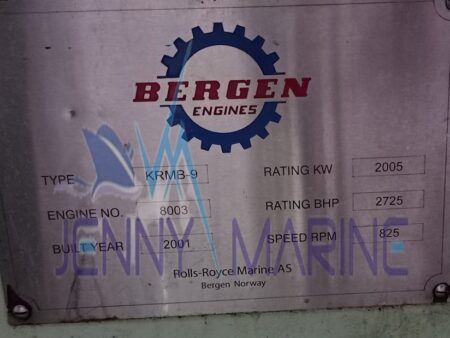 BERGEN
ENGINES
TYPE KRMB-9
RATING KW 2005
ENGINE NO. 8003
RATING BHP 2725
BUILT YEAR 2001
SPEED RPM 825
JENNY MARINE
Rolls-Royce Marine AS
Bergen Norway